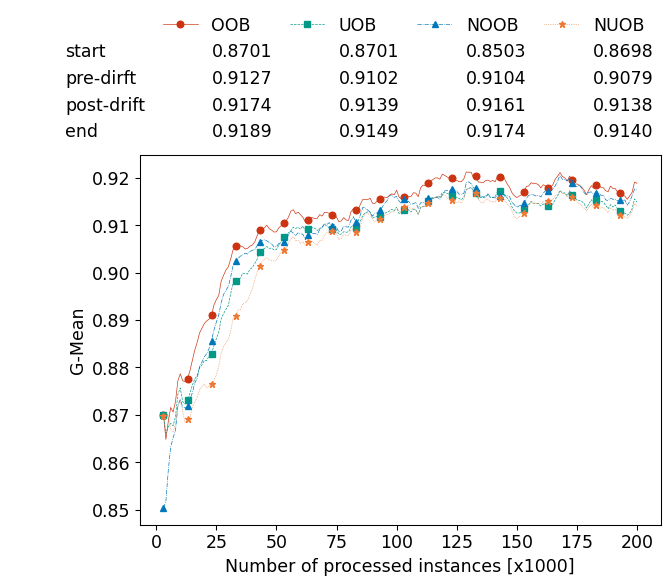 OOB UOB NOOB NUOB
start 0.8701 0.8701 0.8503 0.8698
pre-dirft 0.9127 0.9102 0.9104 0.9079
post-drift 0.9174 0.9139 0.9161 0.9138
end 0.9189 0.9149 0.9174 0.9140
0.92
0.91
0.90
0.89
0.88
0.87
0.86
0.85
G-Mean
0 25 50 75 100 125 150 175 200
Number of processed instances [x1000]